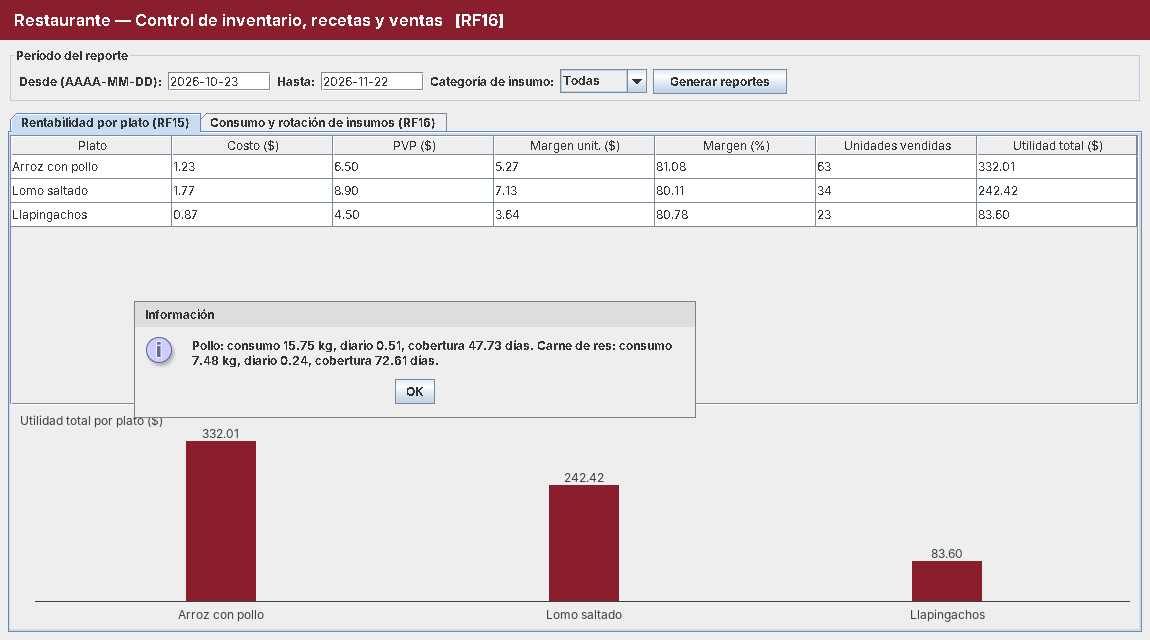 Restaurante — Control de inventario, recetas y ventas [RF16]
Período del reporte
Desde (AAAA-MM-DD): 2026-10-23 Hasta: 2026-11-22 Categoría de insumo: Todas Generar reportes
Rentabilidad por plato (RF15) Consumo y rotación de insumos (RF16)
Plato Costo ($) PVP ($) Margen unit. ($) Margen (%) Unidades vendidas Utilidad total ($)
Arroz con pollo 1.23 6.50 5.27 81.08 63 332.01
Lomo saltado 1.77 8.90 7.13 80.11 34 242.42
Llapingachos 0.87 4.50 3.64 80.78 23 83.60
Información
Pollo: consumo 15.75 kg, diario 0.51, cobertura 47.73 días. Carne de res: consumo
7.48 kg, diario 0.24, cobertura 72.61 días.
OK
Utilidad total por plato ($)
332.01
242.42
83.60
Arroz con pollo Lomo saltado Llapingachos